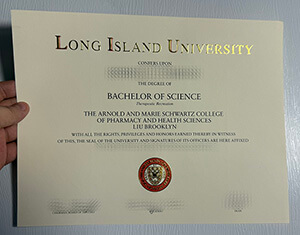 LONG ISLAND UNIVERSITY
CONFERS UPON
THE DEGREE OF
BACHELOR OF SCIENCE
Therapeutic Recreation
THE ARNOLD AND MARIE SCHWARTZ COLLEGE
OF PHARMACY AND HEALTH SCIENCES
LIU BROOKLYN
WITH ALL THE RIGHTS, PRIVILEGES AND HONORS EARNED THEREBY IN WITNESS
OF THIS, THE SEAL OF THE UNIVERSITY AND SIGNATURES OF ITS OFFICERS ARE HERE AFFIXED